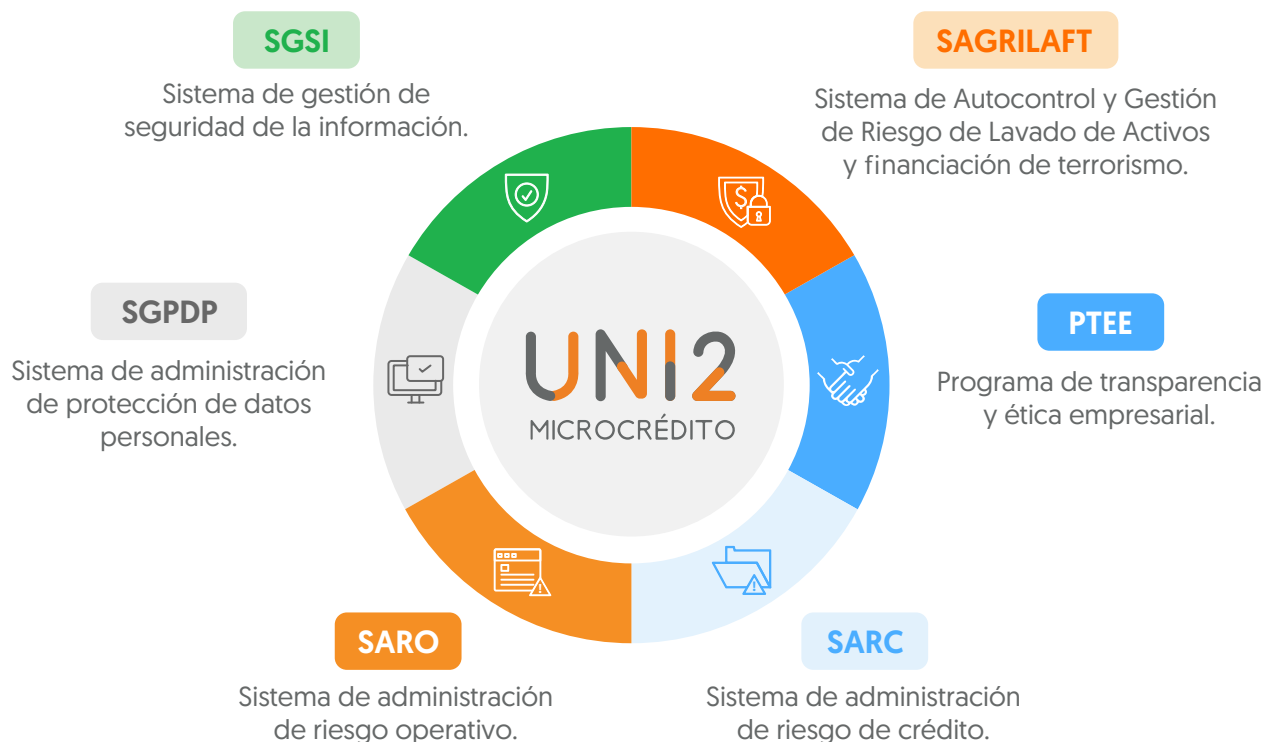 SGSI
Sistema de gestión de
seguridad de la información.
SAGRILAFT
Sistema de Autocontrol y Gestión
de Riesgo de Lavado de Activos
y financiación de terrorismo.
SGPDP
Sistema de administración
de protección de datos
personales.
UNI2
MICROCRÉDITO
PTEE
Programa de transparencia
y ética empresarial.
SARO
Sistema de administración
de riesgo operativo.
SARC
Sistema de administración
de riesgo de crédito.